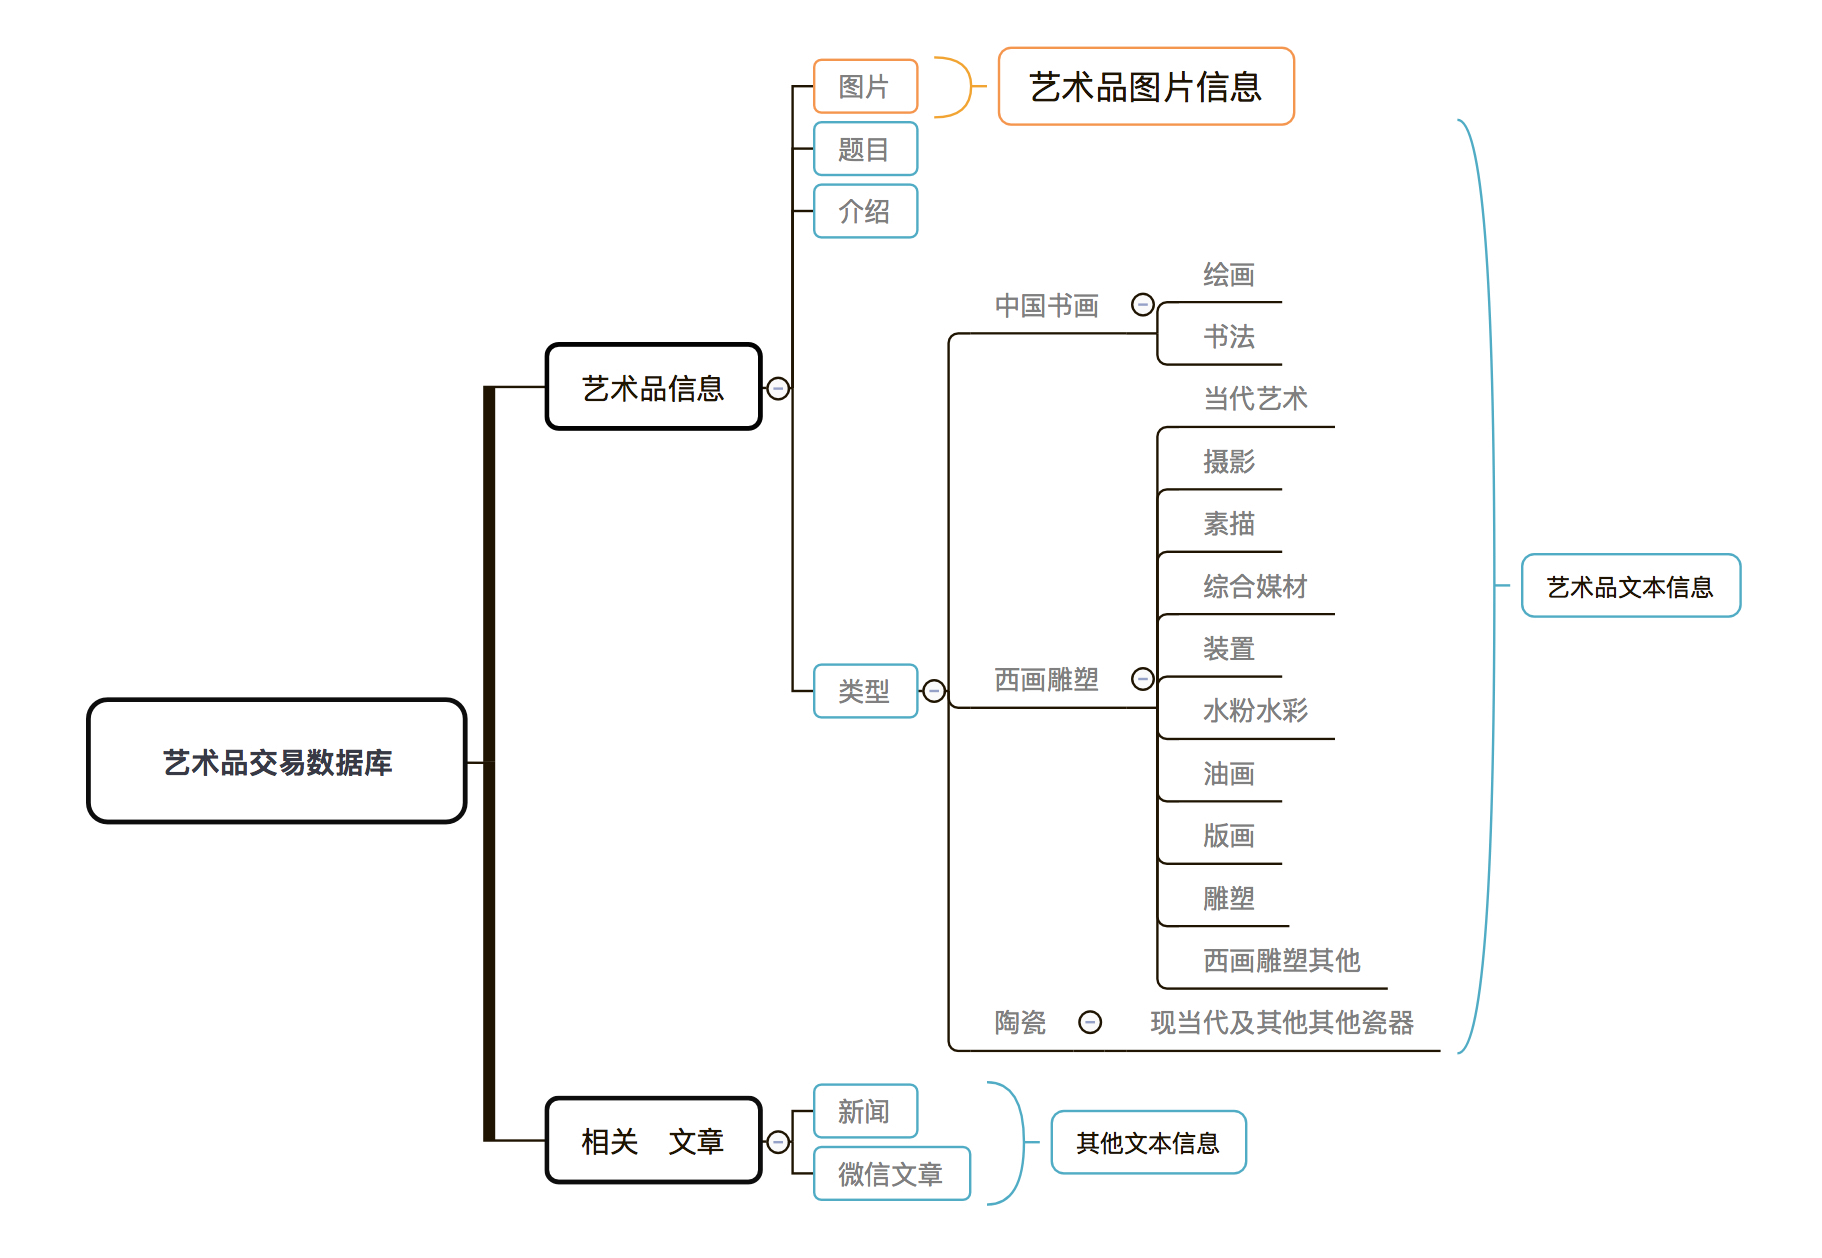 图片
艺术品图片信息
题目
介绍
绘画
中国书画
书法
当代艺术
艺术品信息
摄影
素描
综合媒材
艺术品文本信息
装置
西画雕塑
类型
水粉水彩
艺术品交易数据库
油画
版画
雕塑
西画雕塑其他
陶瓷
现当代及其他其他瓷器
新闻
相关　文章
其他文本信息
微信文章